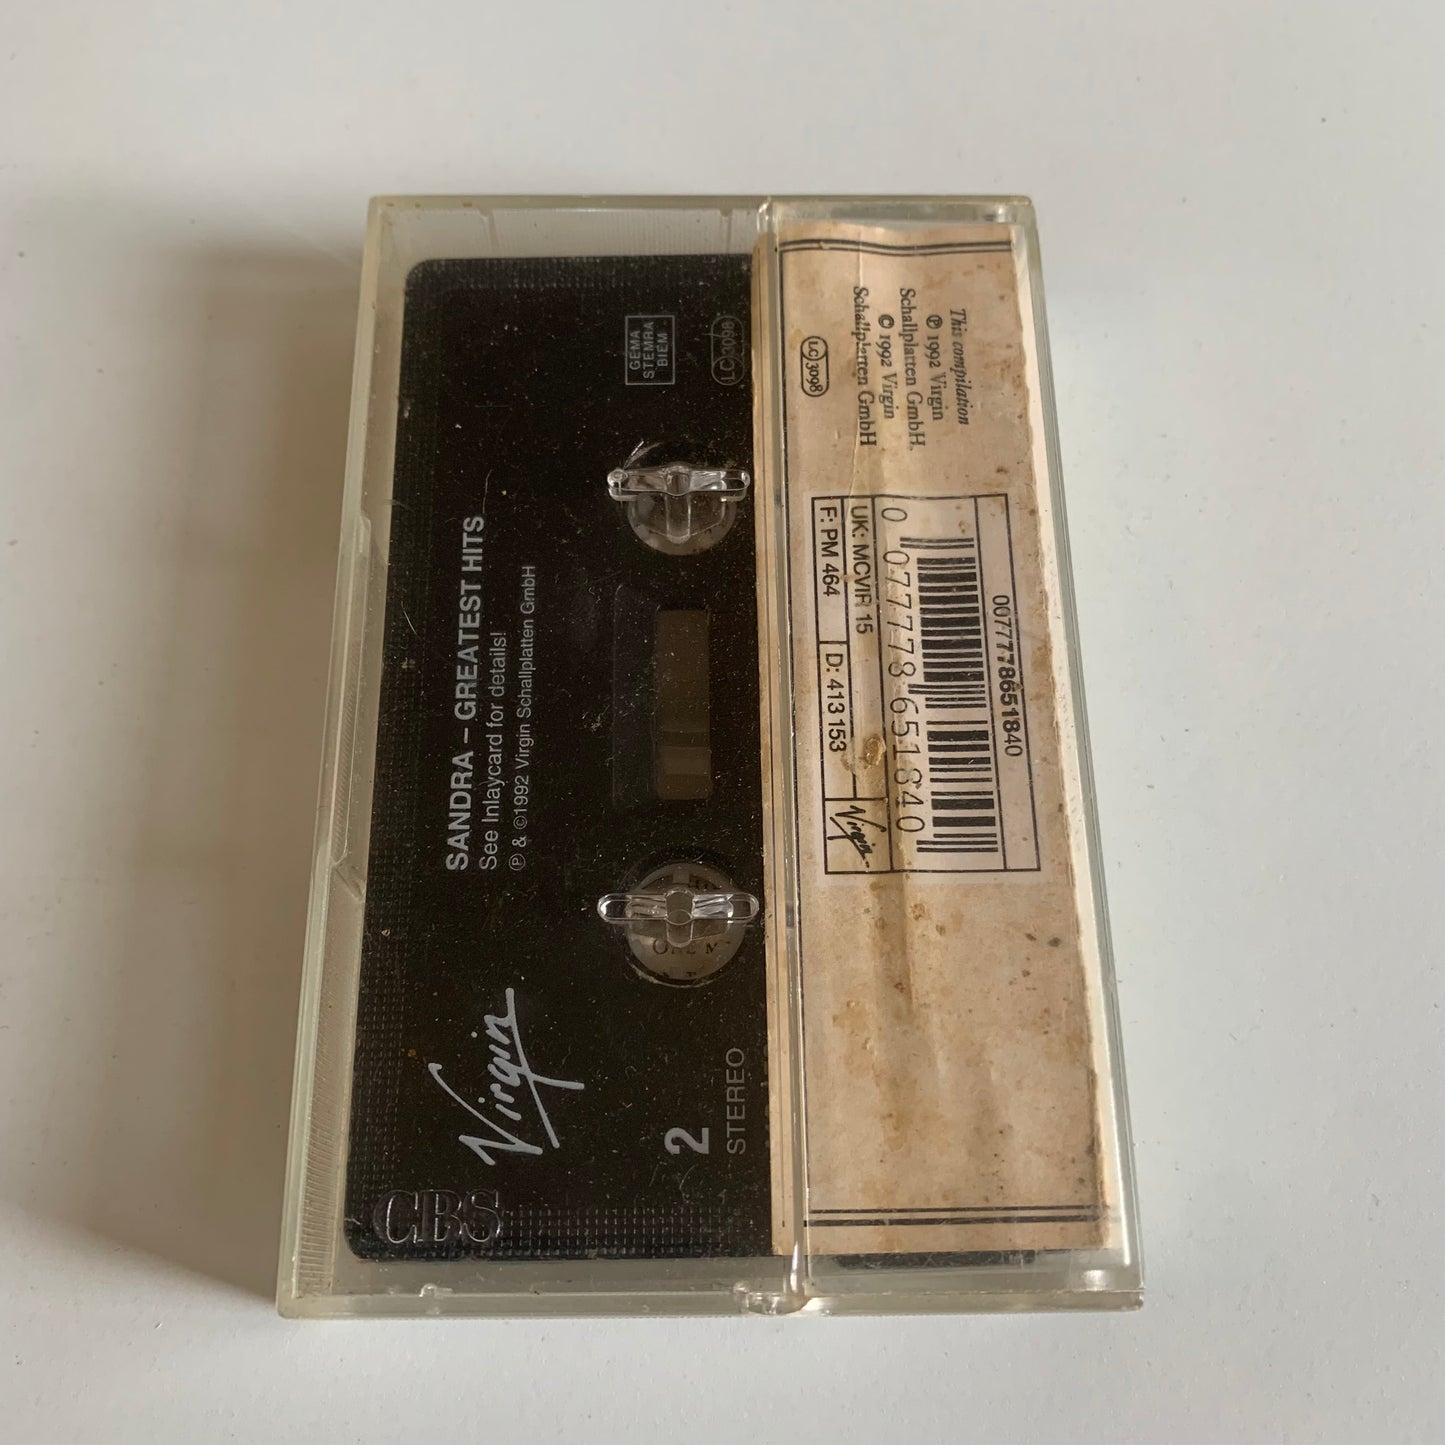 SANDRA – GREATEST HITS
See Inlaycard for details!
℗ & ©1992 Virgin Schallplatten GmbH
GEMA
STEMRA
BIEM
LC 3098
Virgin
2
STEREO
CBS
This compilation
℗ 1992 Virgin
Schallplatten GmbH.
© 1992 Virgin
Schallplatten GmbH
LC 3098
0077778651840
0 077778 651840
UK: MCVIR 15
F: PM 464
D: 413 153
Virgin